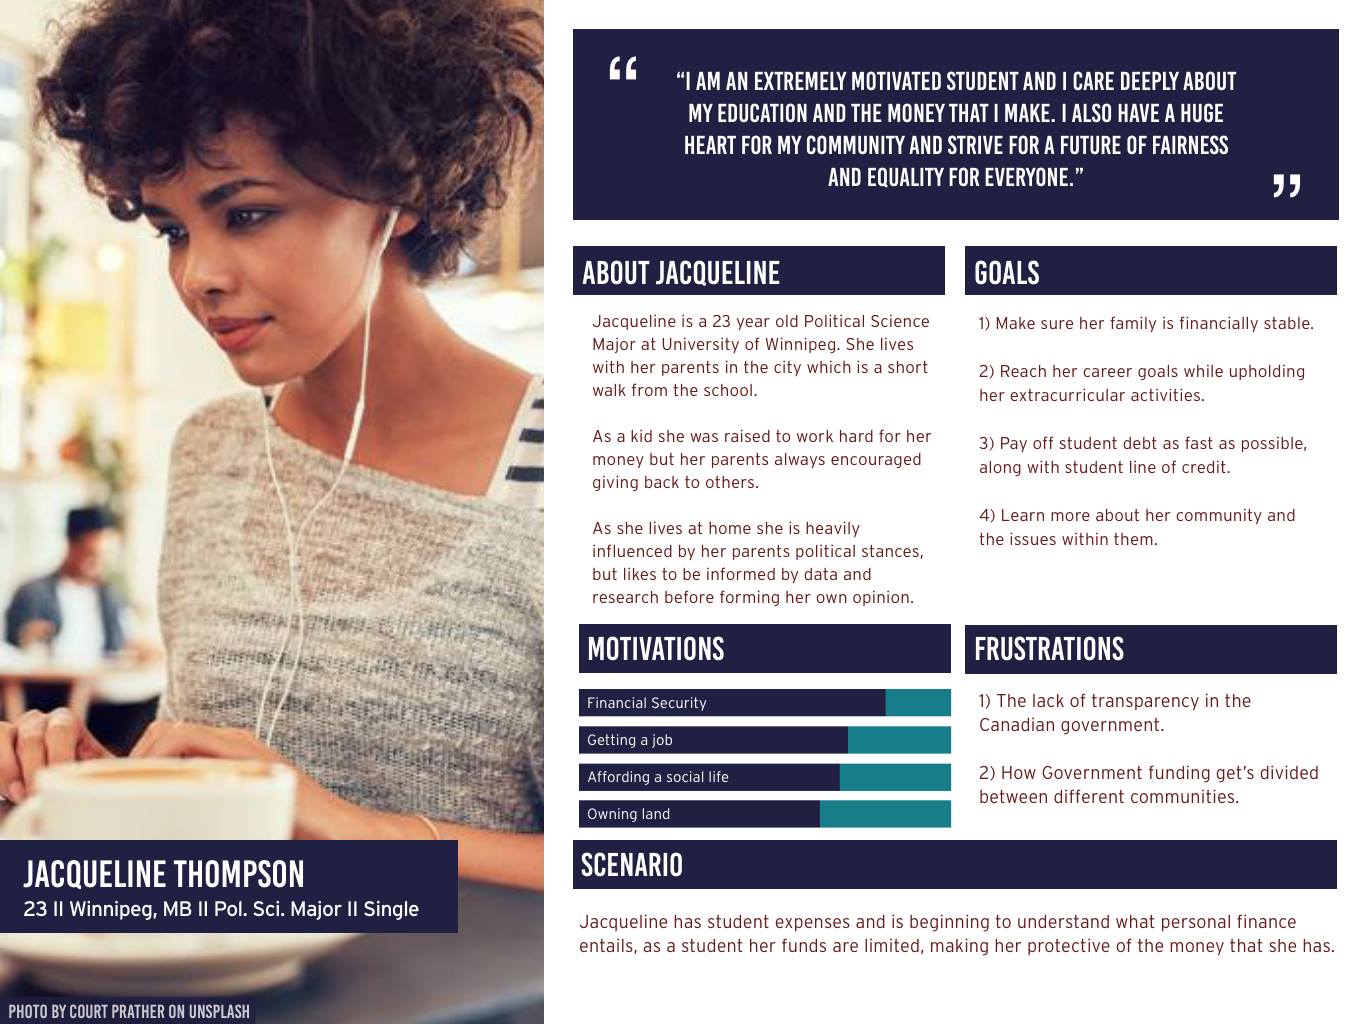 “
“I AM AN EXTREMELY MOTIVATED STUDENT AND I CARE DEEPLY ABOUT
MY EDUCATION AND THE MONEY THAT I MAKE. I ALSO HAVE A HUGE
HEART FOR MY COMMUNITY AND STRIVE FOR A FUTURE OF FAIRNESS
AND EQUALITY FOR EVERYONE.”
”
ABOUT JACQUELINE
Jacqueline is a 23 year old Political Science
Major at University of Winnipeg. She lives
with her parents in the city which is a short
walk from the school.
As a kid she was raised to work hard for her
money but her parents always encouraged
giving back to others.
As she lives at home she is heavily
influenced by her parents political stances,
but likes to be informed by data and
research before forming her own opinion.
GOALS
1) Make sure her family is financially stable.
2) Reach her career goals while upholding
her extracurricular activities.
3) Pay off student debt as fast as possible,
along with student line of credit.
4) Learn more about her community and
the issues within them.
MOTIVATIONS
Financial Security
Getting a job
Affording a social life
Owning land
FRUSTRATIONS
1) The lack of transparency in the
Canadian government.
2) How Government funding get’s divided
between different communities.
SCENARIO
Jacqueline has student expenses and is beginning to understand what personal finance
entails, as a student her funds are limited, making her protective of the money that she has.
JACQUELINE THOMPSON
23 II Winnipeg, MB II Pol. Sci. Major II Single
PHOTO BY COURT PRATHER ON UNSPLASH